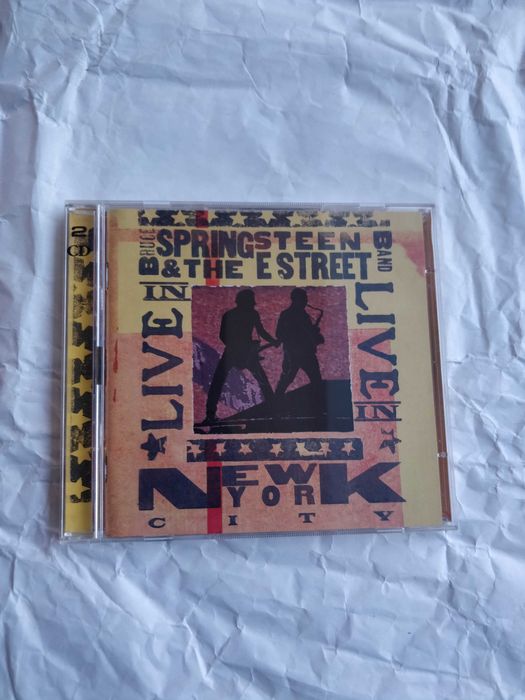 2
CD
BRUCE SPRINGSTEEN
& THE E STREET BAND
LIVE IN
LIVE IN
NEW YORK
CITY